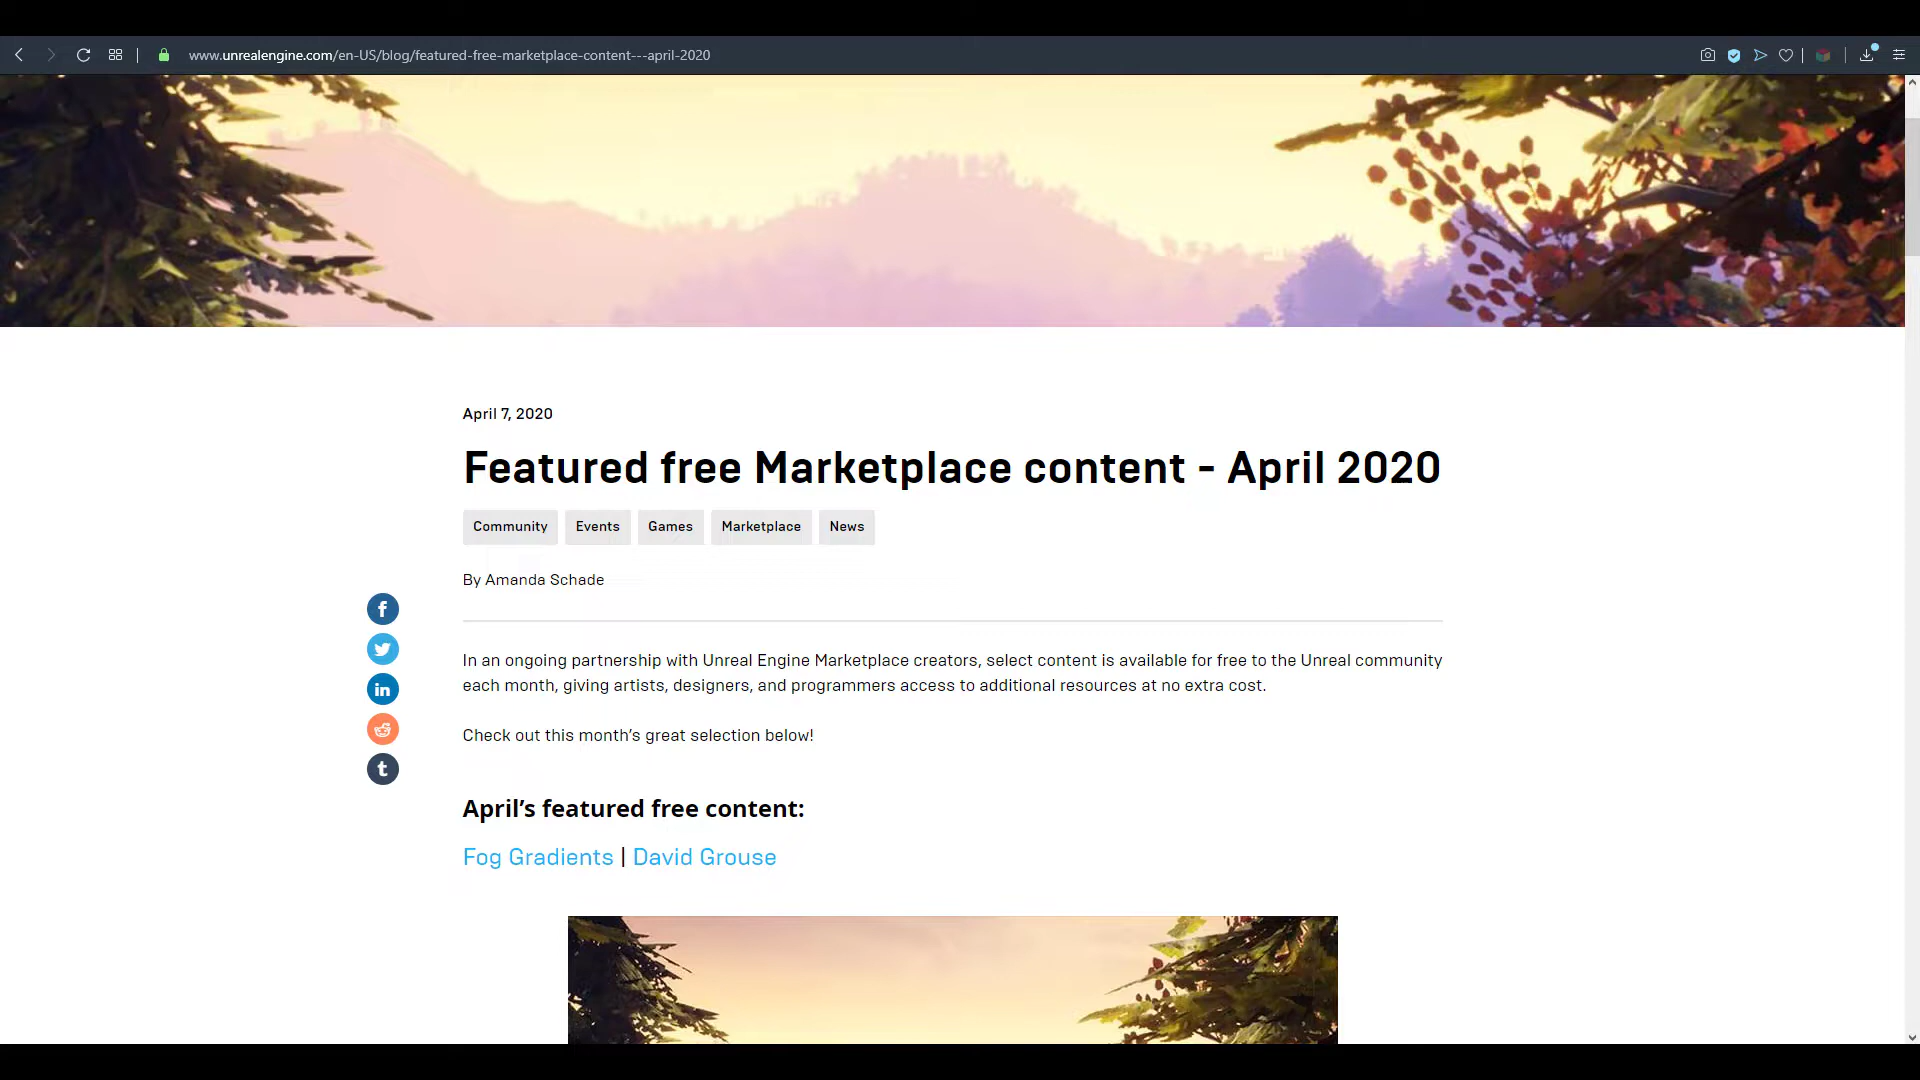 www.unrealengine.com/en-US/blog/featured-free-marketplace-content---april-2020
April 7, 2020
Featured free Marketplace content - April 2020
Community Events Games Marketplace News
By Amanda Schade
In an ongoing partnership with Unreal Engine Marketplace creators, select content is available for free to the Unreal community
each month, giving artists, designers, and programmers access to additional resources at no extra cost.
Check out this month’s great selection below!
April’s featured free content:
Fog Gradients | David Grouse